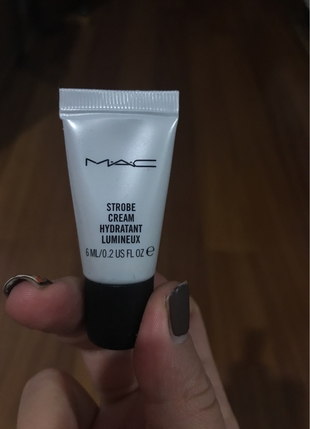 MAC
STROBE
CREAM
HYDRATANT
LUMINEUX
6 ML/0.2 US FL OZ ℮